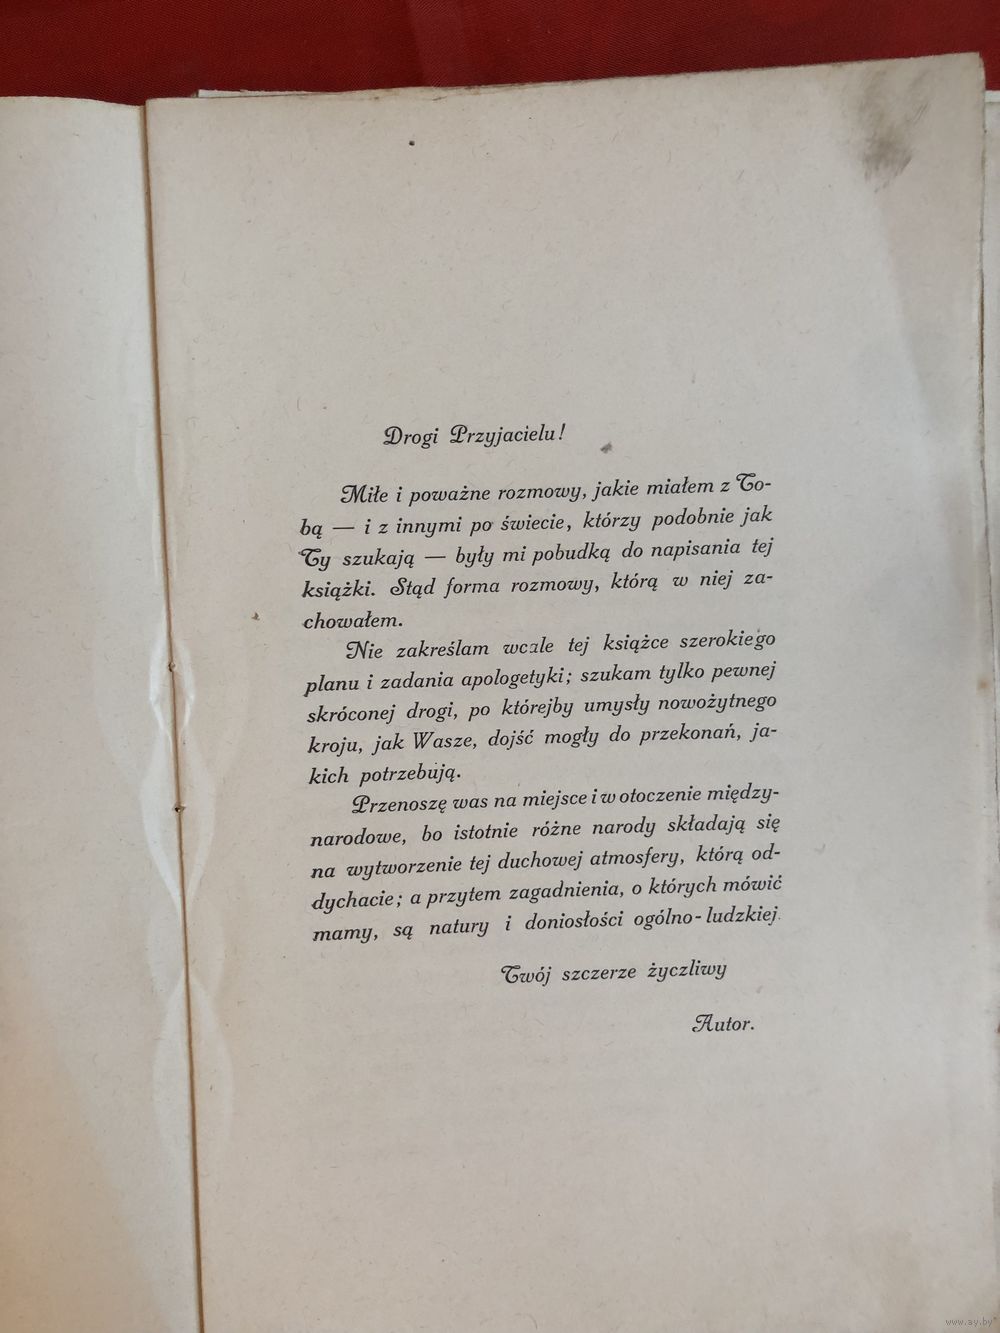 Drogi Przyjacielu!
Miłe i poważne rozmowy, jakie miałem z To-
bą — i z innymi po świecie, którzy podobnie jak
Ty szukają — były mi pobudką do napisania tej
książki. Stąd forma rozmowy, którą w niej za-
chowałem.
Nie zakreślam wcale tej książce szerokiego
planu i zadania apologetyki; szukam tylko pewnej
skróconej drogi, po którejby umysły nowożytnego
kroju, jak Wasze, dojść mogły do przekonań, ja-
kich potrzebują.
Przenoszę was na miejsce i w otoczenie między-
narodowe, bo istotnie różne narody składają się
na wytworzenie tej duchowej atmosfery, którą od-
dychacie; a przytem zagadnienia, o których mówić
mamy, są natury i doniosłości ogólno-ludzkiej.
Twój szczerze życzliwy
Autor.
www.ay.by